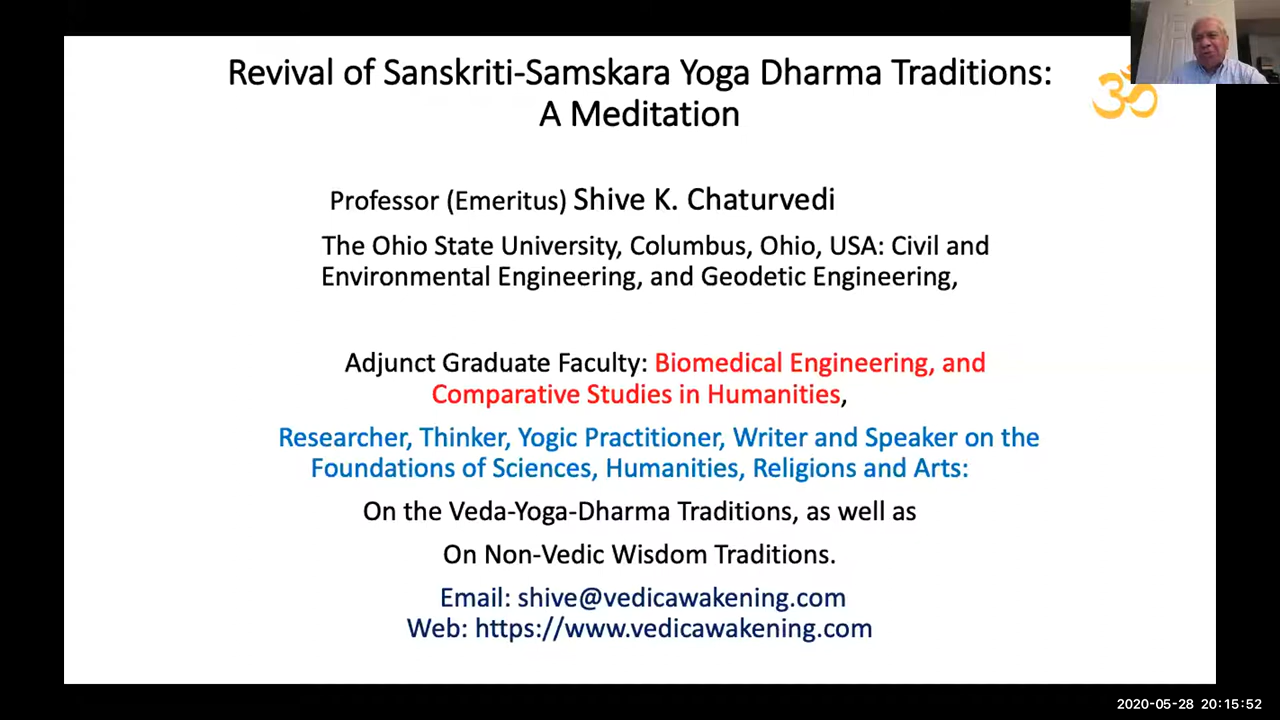 Revival of Sanskriti-Samskara Yoga Dharma Traditions:
A Meditation
ॐ
Professor (Emeritus) Shive K. Chaturvedi
The Ohio State University, Columbus, Ohio, USA: Civil and
Environmental Engineering, and Geodetic Engineering,
Adjunct Graduate Faculty: Biomedical Engineering, and
Comparative Studies in Humanities,
Researcher, Thinker, Yogic Practitioner, Writer and Speaker on the
Foundations of Sciences, Humanities, Religions and Arts:
On the Veda-Yoga-Dharma Traditions, as well as
On Non-Vedic Wisdom Traditions.
Email: shive@vedicawakening.com
Web: https://www.vedicawakening.com
2020-05-28 20:15:52